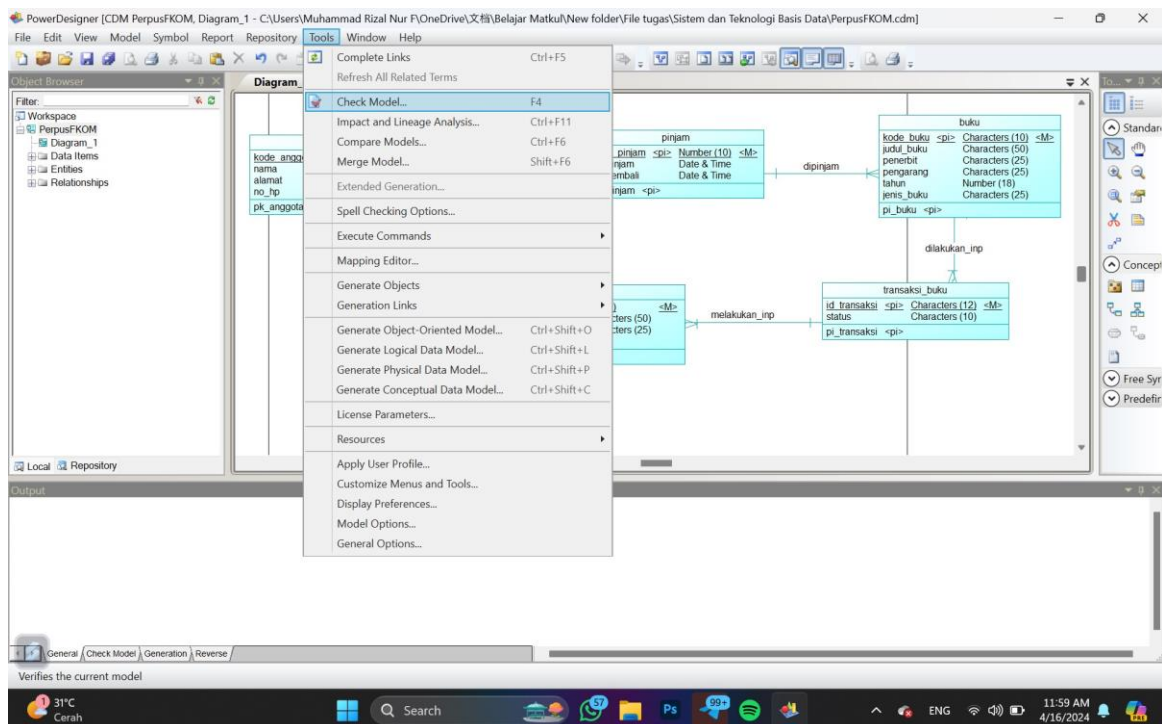 PowerDesigner [CDM PerpusFKOM, Diagram_1 - C:\Users\Muhammad Rizal Nur F\OneDrive\文档\Belajar Matkul\New folder\File tugas\Sistem dan Teknologi Basis Data\PerpusFKOM.cdm]
File Edit View Model Symbol Report Repository Tools Window Help
Object Browser
Filter:
Workspace
PerpusFKOM
Diagram_1
Data Items
Entities
Relationships
Local Repository
Diagram_
kode_angg
nama
alamat
no_hp
pk_anggota
Complete Links Ctrl+F5
Refresh All Related Terms
Check Model... F4
Impact and Lineage Analysis... Ctrl+F11
Compare Models... Ctrl+F6
Merge Model... Shift+F6
Extended Generation...
Spell Checking Options...
Execute Commands
Mapping Editor...
Generate Objects
Generation Links
Generate Object-Oriented Model... Ctrl+Shift+O
Generate Logical Data Model... Ctrl+Shift+L
Generate Physical Data Model... Ctrl+Shift+P
Generate Conceptual Data Model... Ctrl+Shift+C
License Parameters...
Resources
Apply User Profile...
Customize Menus and Tools...
Display Preferences...
Model Options...
General Options...
pinjam
_pinjam <pi> Number (10) <M>
njam Date & Time
embali Date & Time
injam <pi>
dipinjam
buku
kode_buku <pi> Characters (10) <M>
judul_buku Characters (50)
penerbit Characters (25)
pengarang Characters (25)
tahun Number (18)
jenis_buku Characters (25)
pi_buku <pi>
dilakukan_inp
transaksi_buku
id_transaksi <pi> Characters (12) <M>
status Characters (10)
pi_transaksi <pi>
melakukan_inp
) <M>
cters (50)
cters (25)
To...
Standar
Concept
Free Syr
Predefir
Output
General Check Model Generation Reverse
Verifies the current model
1
31°C
Cerah
Search
57
Ps
99+
ENG
11:59 AM
4/16/2024
PRE